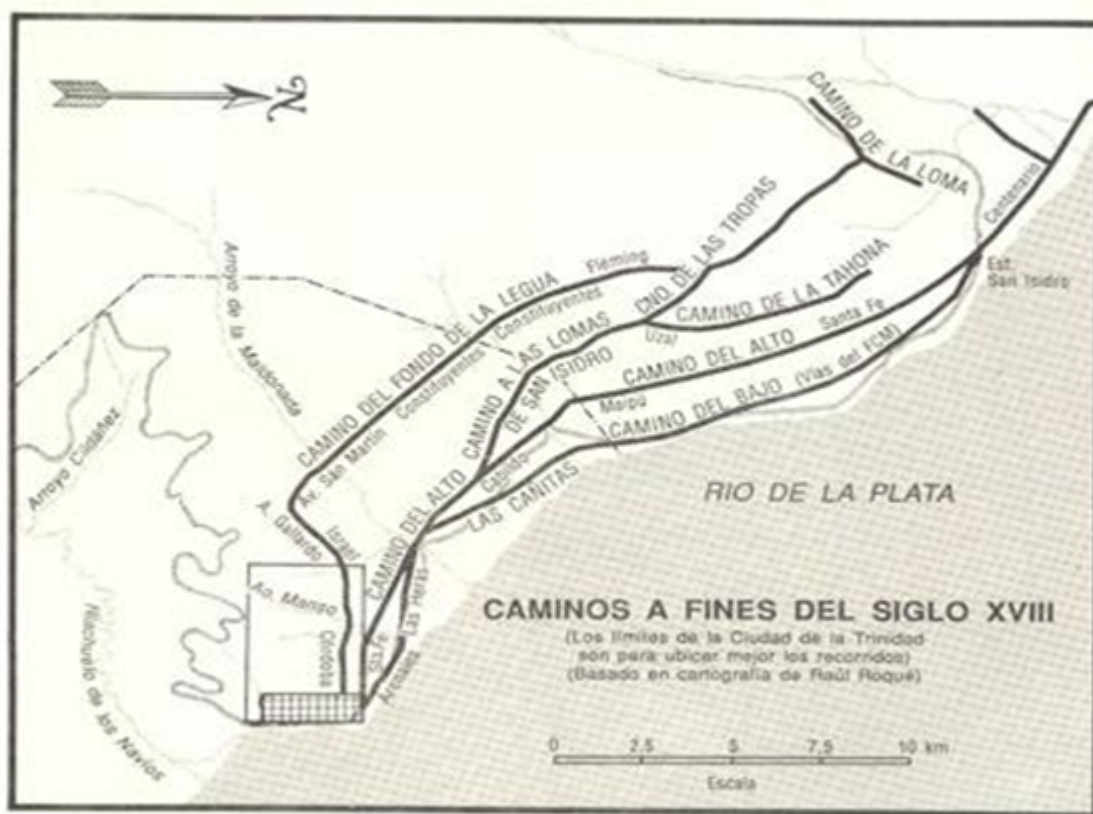 N
CAMINO DE LA LOMA
Centenario
Est.
San Isidro
CNO. DE LAS TROPAS
Fleming
CAMINO DE LA TAHONA
Uzal
Santa Fe
CAMINO DEL ALTO
Maipú
CAMINO DEL BAJO (Vías del FCM)
CAMINO DEL FONDO DE LA LEGUA
Constituyentes
Constituyentes
Av. San Martín
CAMINO A LAS LOMAS
DE SAN ISIDRO
Arroyo de la Maldonada
Arroyo Cildáñez
A. Gallardo
Israel
CAMINO DEL ALTO
Cabildo
LAS CAÑITAS
RIO DE LA PLATA
Ao. Manso
Córdoba
Sta. Fe
Las Heras
Arenales
Riachuelo de los Navíos
CAMINOS A FINES DEL SIGLO XVIII
(Los límites de la Ciudad de la Trinidad
son para ubicar mejor los recorridos)
(Basado en cartografía de Raúl Roqué)
0 2,5 5 7,5 10 km.
Escala